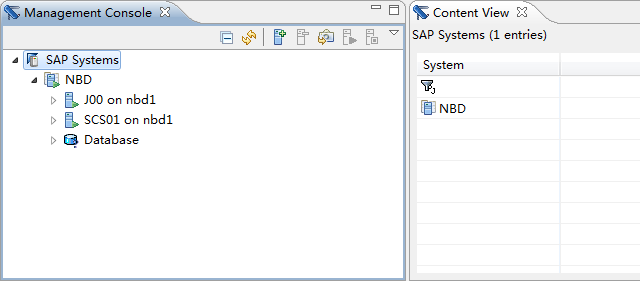 Management Console
SAP Systems
NBD
J00 on nbd1
SCS01 on nbd1
Database
Content View
SAP Systems (1 entries)
System
NBD